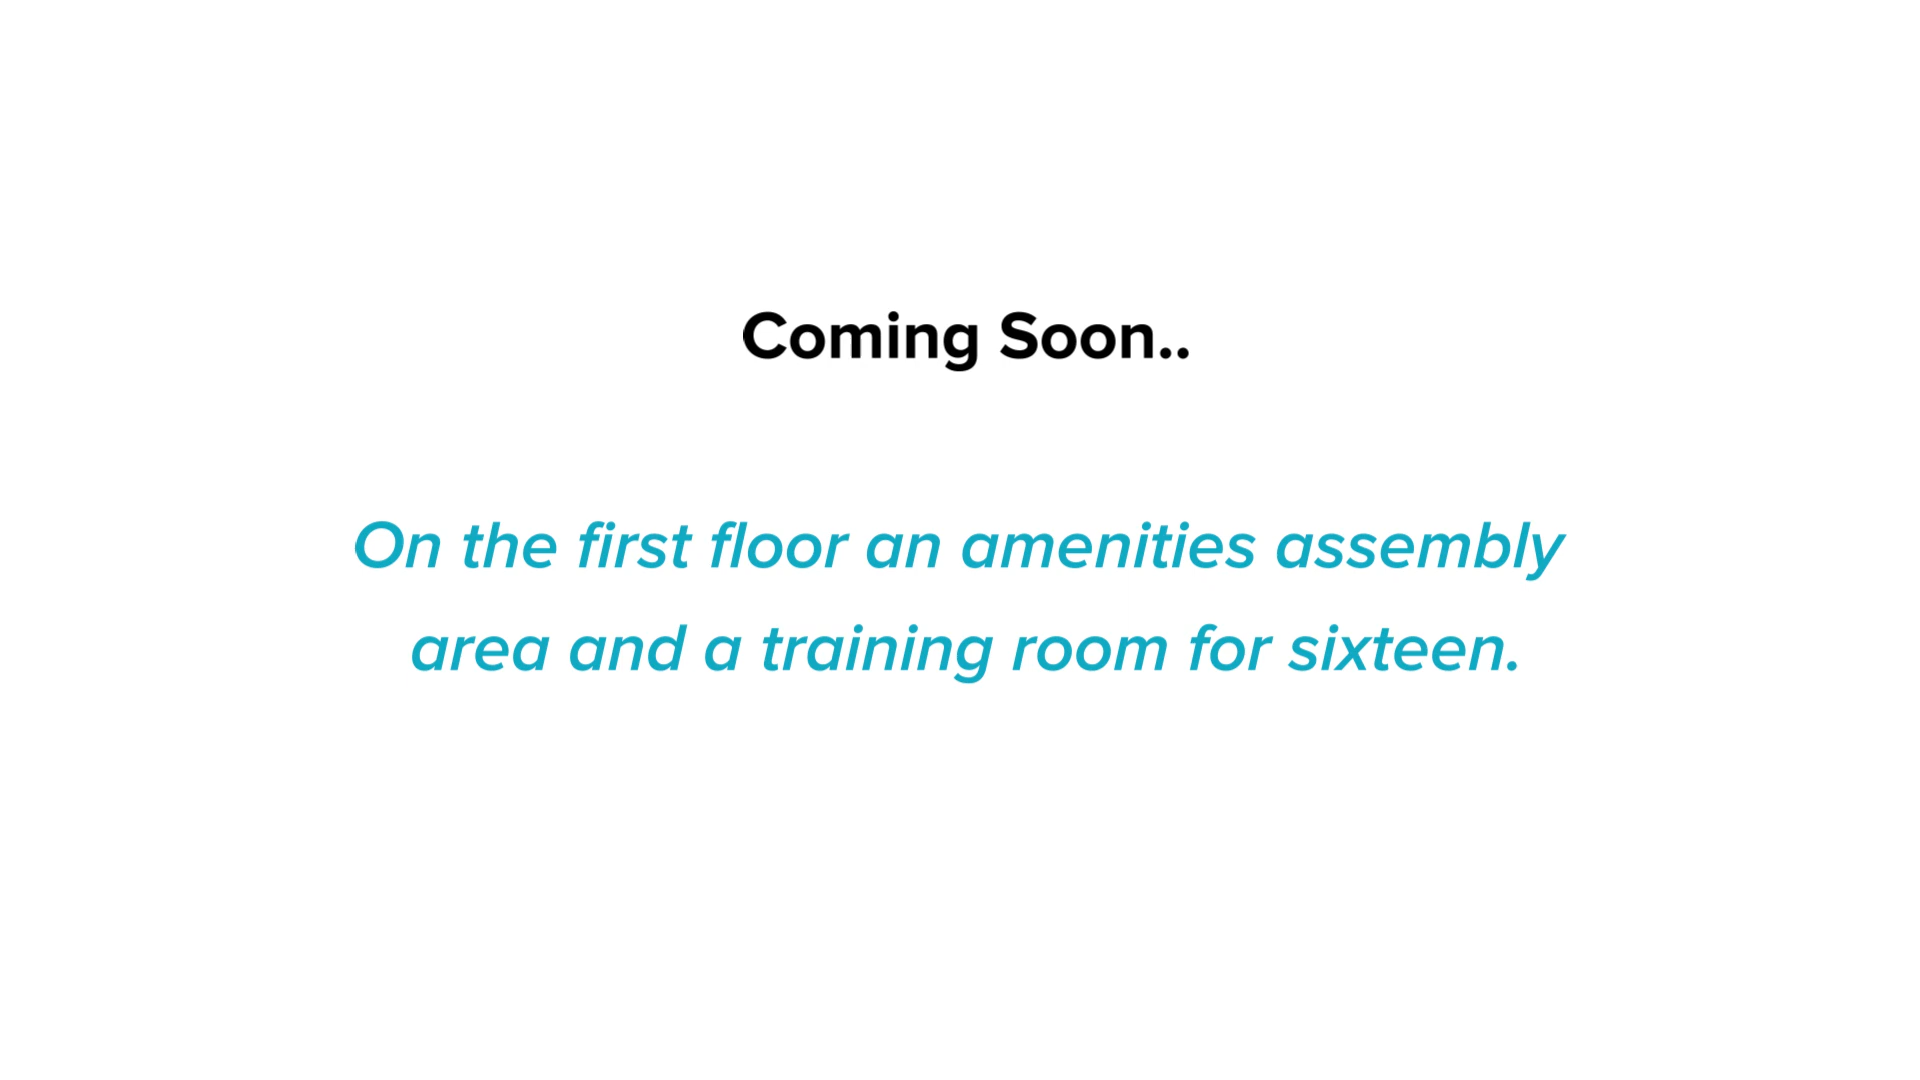 Coming Soon..
On the first floor an amenities assembly
area and a training room for sixteen.